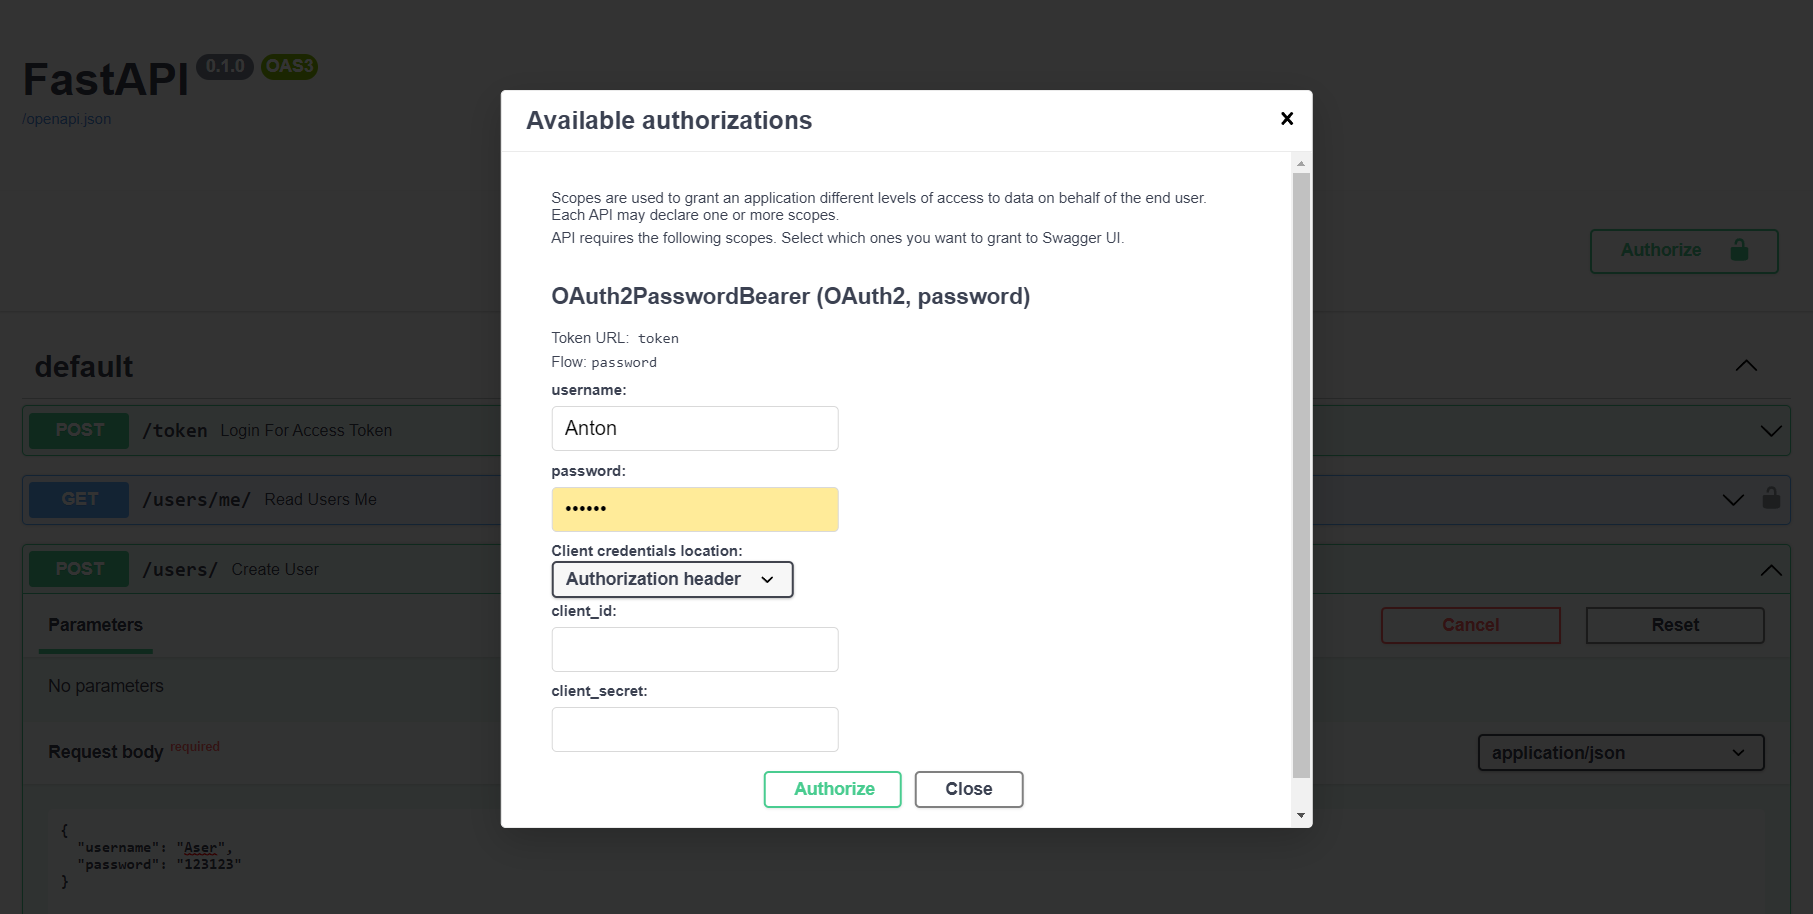 FastAPI 0.1.0 OAS3
/openapi.json
Authorize
default
POST /token Login For Access Token
GET /users/me/ Read Users Me
POST /users/ Create User
Parameters
Cancel
Reset
No parameters
Request body required
application/json
{
"username": "Aser",
"password": "123123"
}
Available authorizations
Scopes are used to grant an application different levels of access to data on behalf of the end user.
Each API may declare one or more scopes.
API requires the following scopes. Select which ones you want to grant to Swagger UI.
OAuth2PasswordBearer (OAuth2, password)
Token URL: token
Flow: password
username:
Anton
password:
••••••
Client credentials location:
Authorization header
client_id:
client_secret:
Authorize
Close